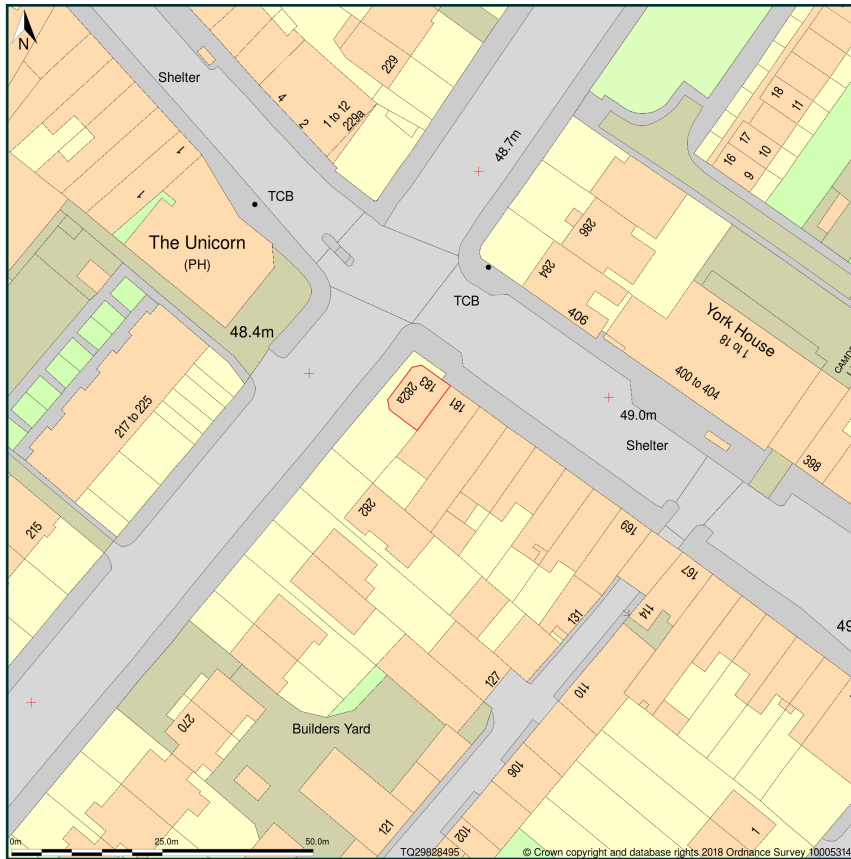 N
Shelter
229
4
2
1 to 12
229a
48.7m
18
11
17
16
10
9
1
1
TCB
The Unicorn
(PH)
286
284
TCB
406
York House
1 to 18
400 to 404
48.4m
183
282a
181
49.0m
Shelter
398
217 to 225
215
282
169
167
131
114
127
110
270
Builders Yard
106
121
102
1
0m
25.0m
50.0m
TQ29828495
© Crown copyright and database rights 2018 Ordnance Survey 10005314